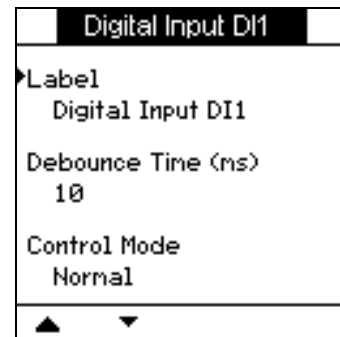 Digital Input DI1
Label
Digital Input DI1
Debounce Time (ms)
10
Control Mode
Normal